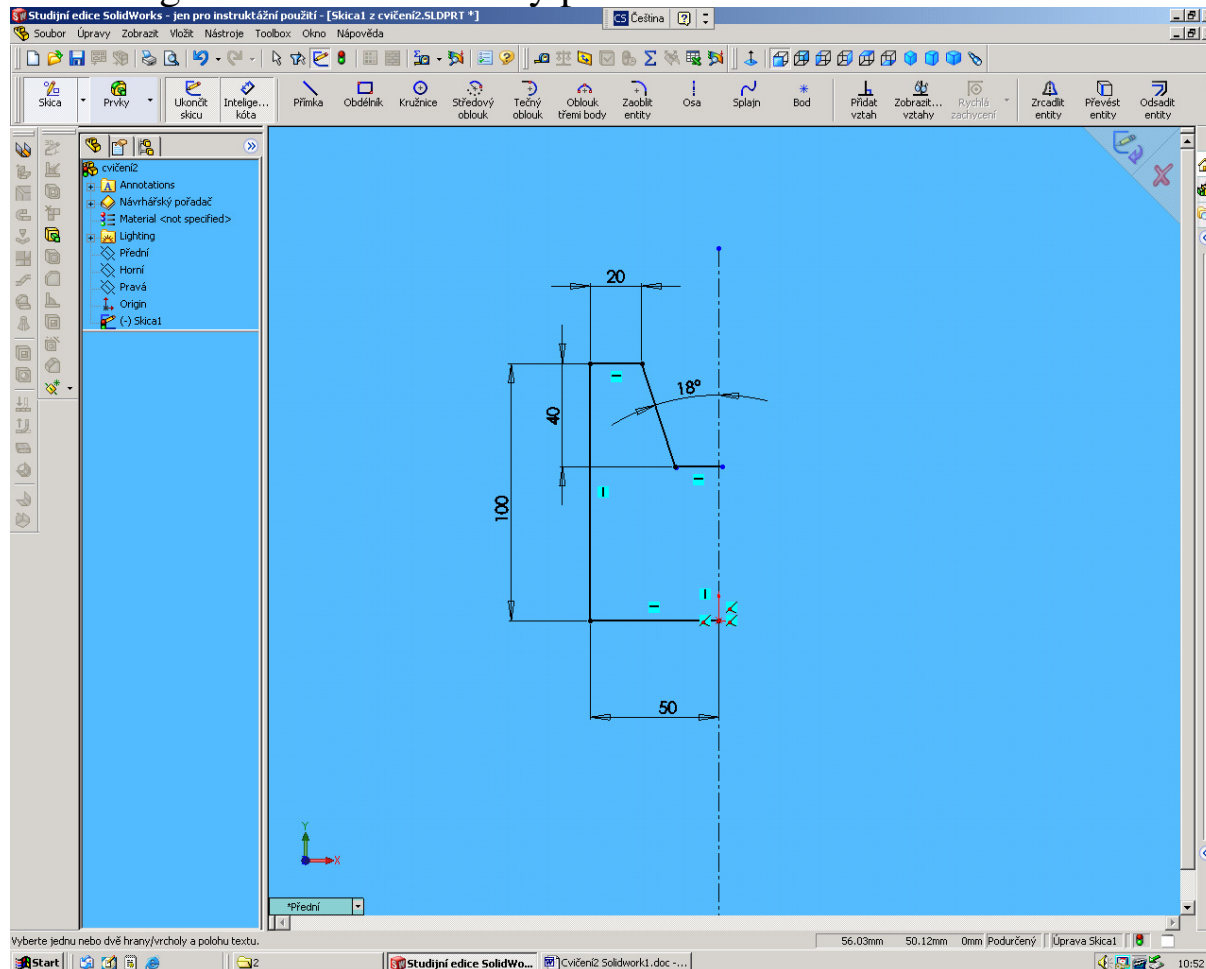 Studijní edice SolidWorks - jen pro instruktážní použití - [Skica1 z cvičení2.SLDPRT *]
CS Čeština
Soubor Úpravy Zobrazit Vložit Nástroje Toolbox Okno Nápověda
Skica Prvky Ukončit skicu Intelige... kóta Přímka Obdélník Kružnice Středový oblouk Tečný oblouk Oblouk třemi body Zaoblit entity Osa Splajn Bod Přidat vztah Zobrazit... vztahy Rychlá zachycení Zrcadlit entity Převést entity Odsadit entity
cvičení2
Annotations
Návrhářský pořadač
Material <not specified>
Lighting
Přední
Horní
Pravá
Origin
(-) Skica1
20
18°
40
100
50
Y
X
*Přední
Vyberte jednu nebo dvě hrany/vrcholy a polohu textu.
56.03mm 50.12mm 0mm Podurčený Úprava Skica1
Start 2 Studijní edice SolidWo... Cvičení2 Solidwork1.doc -... 10:52